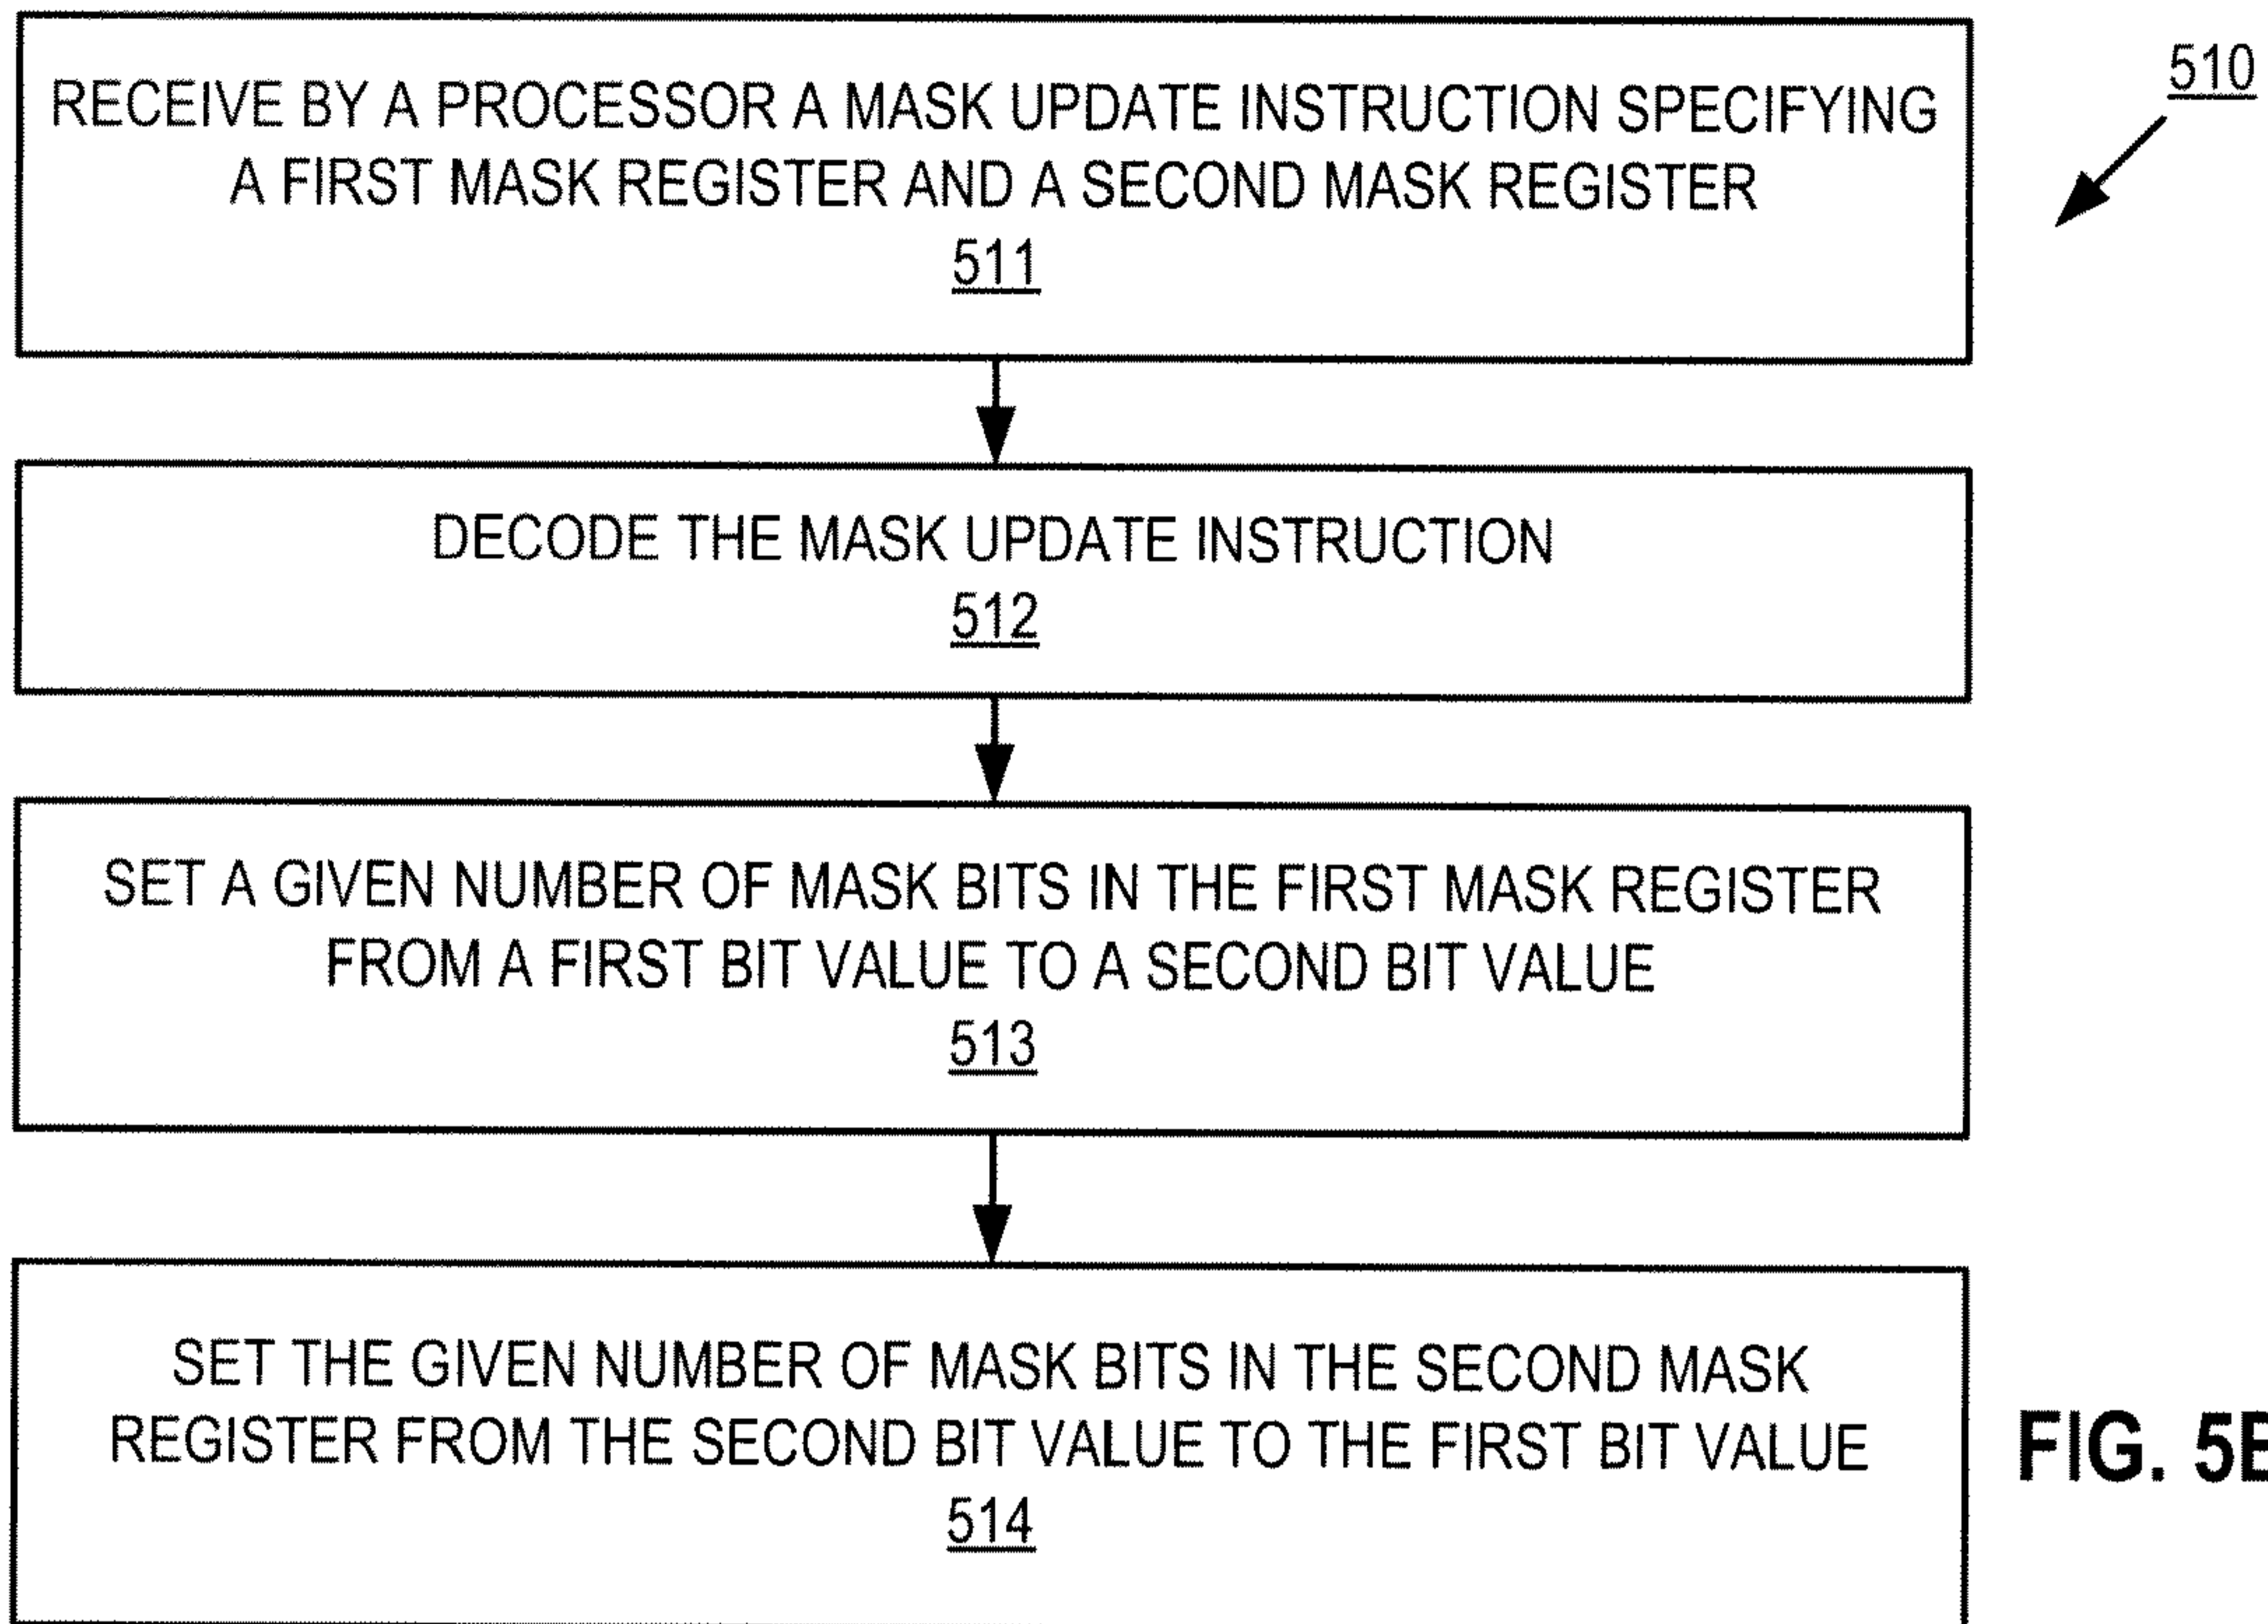 RECEIVE BY A PROCESSOR A MASK UPDATE INSTRUCTION SPECIFYING
A FIRST MASK REGISTER AND A SECOND MASK REGISTER
511
510
DECODE THE MASK UPDATE INSTRUCTION
512
SET A GIVEN NUMBER OF MASK BITS IN THE FIRST MASK REGISTER
FROM A FIRST BIT VALUE TO A SECOND BIT VALUE
513
SET THE GIVEN NUMBER OF MASK BITS IN THE SECOND MASK
REGISTER FROM THE SECOND BIT VALUE TO THE FIRST BIT VALUE
514
FIG. 5B